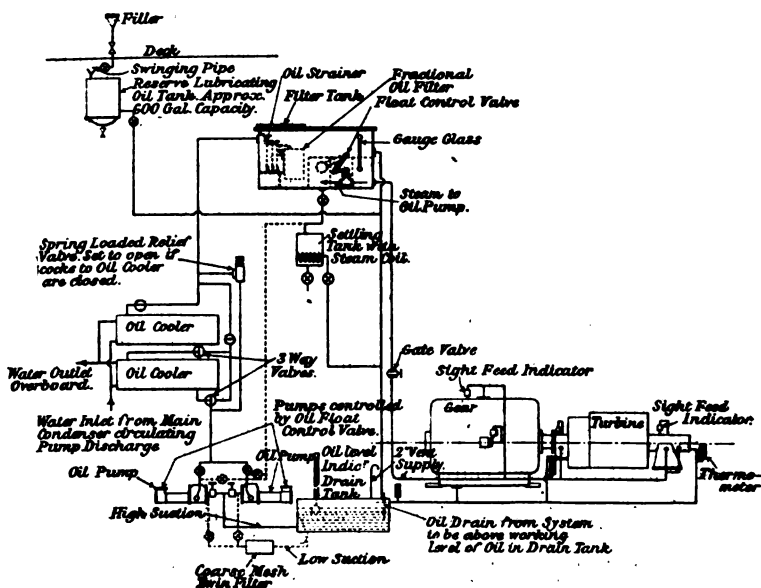 Filler
Deck
Swinging Pipe
Reserve Lubricating
Oil Tank. Approx.
600 Gal. Capacity.
Oil Strainer
Filter Tank
Fractional
Oil Filter
Float Control Valve
Gauge Glass
Steam to
Oil Pump.
Settling
Tank with
Steam Coil.
Spring Loaded Relief
Valve. Set to open if
cocks to Oil Cooler
are closed.
Oil Cooler
Oil Cooler
Water Outlet
Overboard.
3 Way
Valves.
Water Inlet from Main
Condenser circulating
Pump Discharge
Pumps controlled
by Oil Float
Control Valve.
Gate Valve
Sight Feed Indicator
Gear
Turbine
Sight Feed
Indicator.
Thermo-
meter
Oil Pump
Oil Pump
Oil level
Indicr
Drain
Tank
2" Vent
Supply
High Suction
Low Suction
Coarse Mesh
Twin Filter
Oil Drain from System
to be above working
level of Oil in Drain Tank